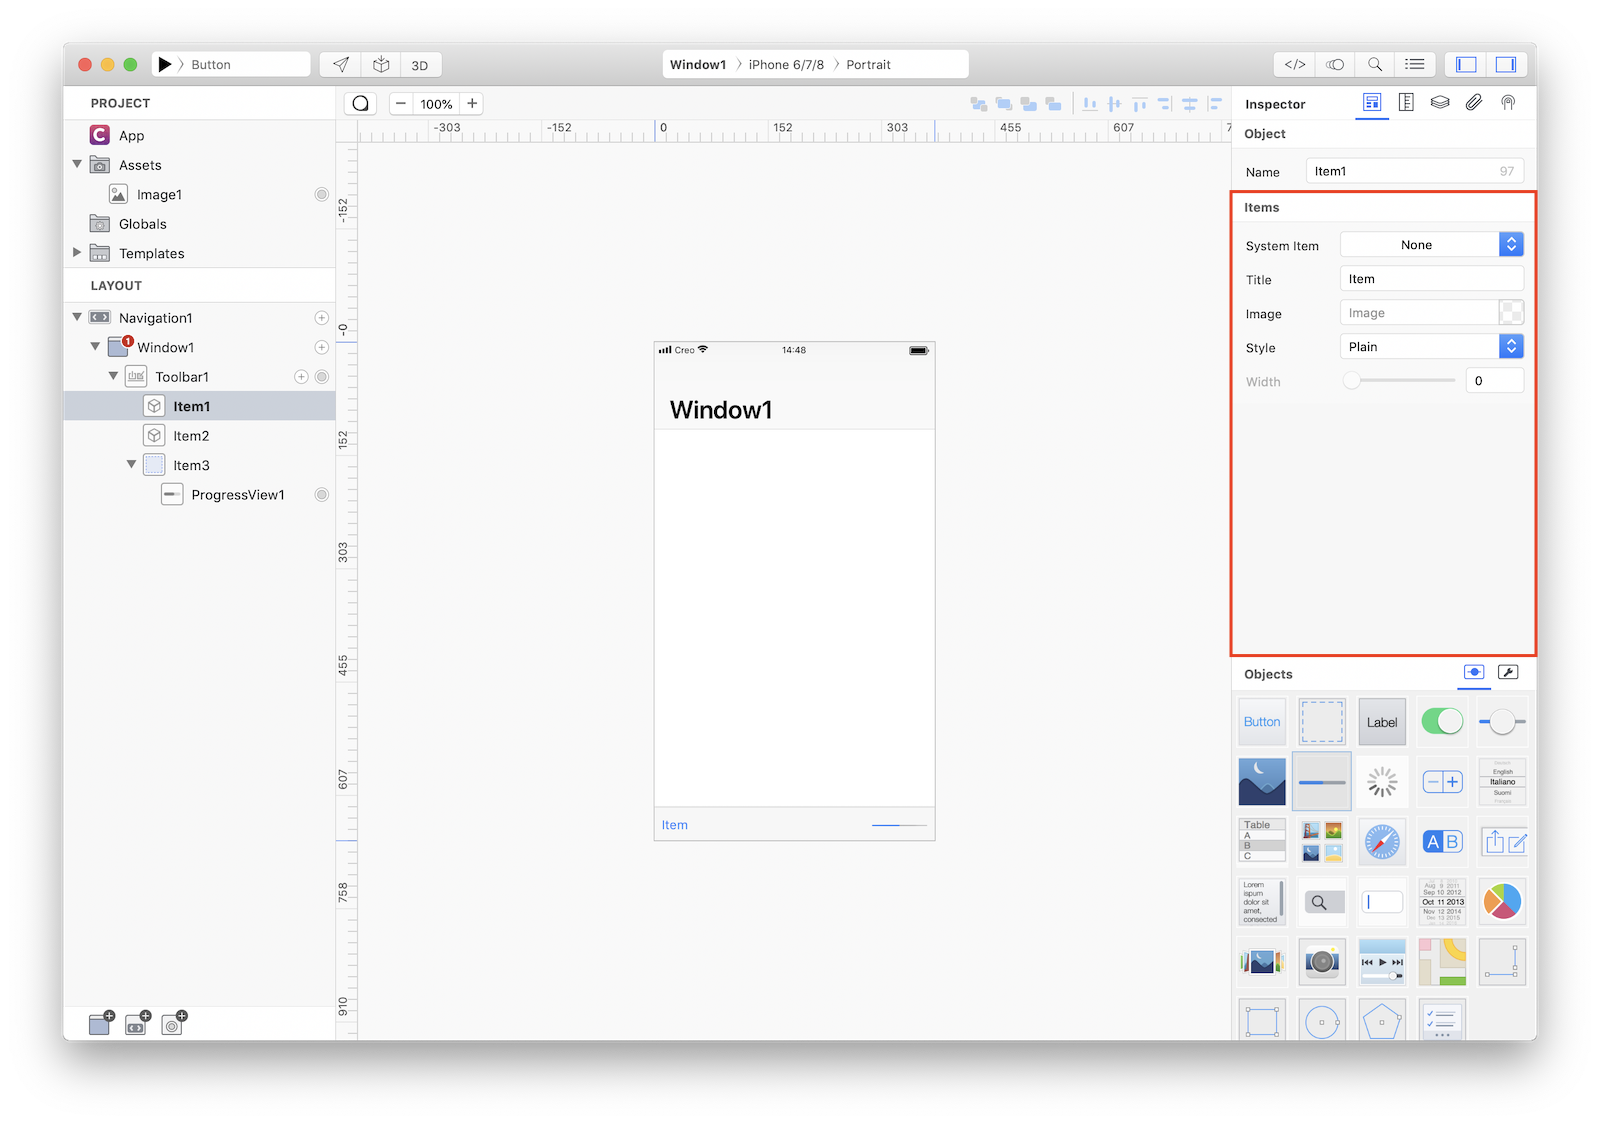 Button
3D
Window1 iPhone 6/7/8 Portrait
</>
PROJECT
App
Assets
Image1
Globals
Templates
LAYOUT
Navigation1
1
Window1
Toolbar1
Item1
Item2
Item3
ProgressView1
100%
-303 -152 0 152 303 455 607
-152
-0
152
303
455
607
758
910
Creo 14:48
Window1
Item
Inspector
Object
Name Item1 97
Items
System Item None
Title Item
Image Image
Style Plain
Width 0
Objects
Button
Label
English
Italiano
Suomi
Table
A
B
C
A B
Lorem
ispum
dolor sit
amet,
consected
Aug 9 2011
Sep 10 2012
Oct 11 2013
Nov 12 2014
Dec 13 2015